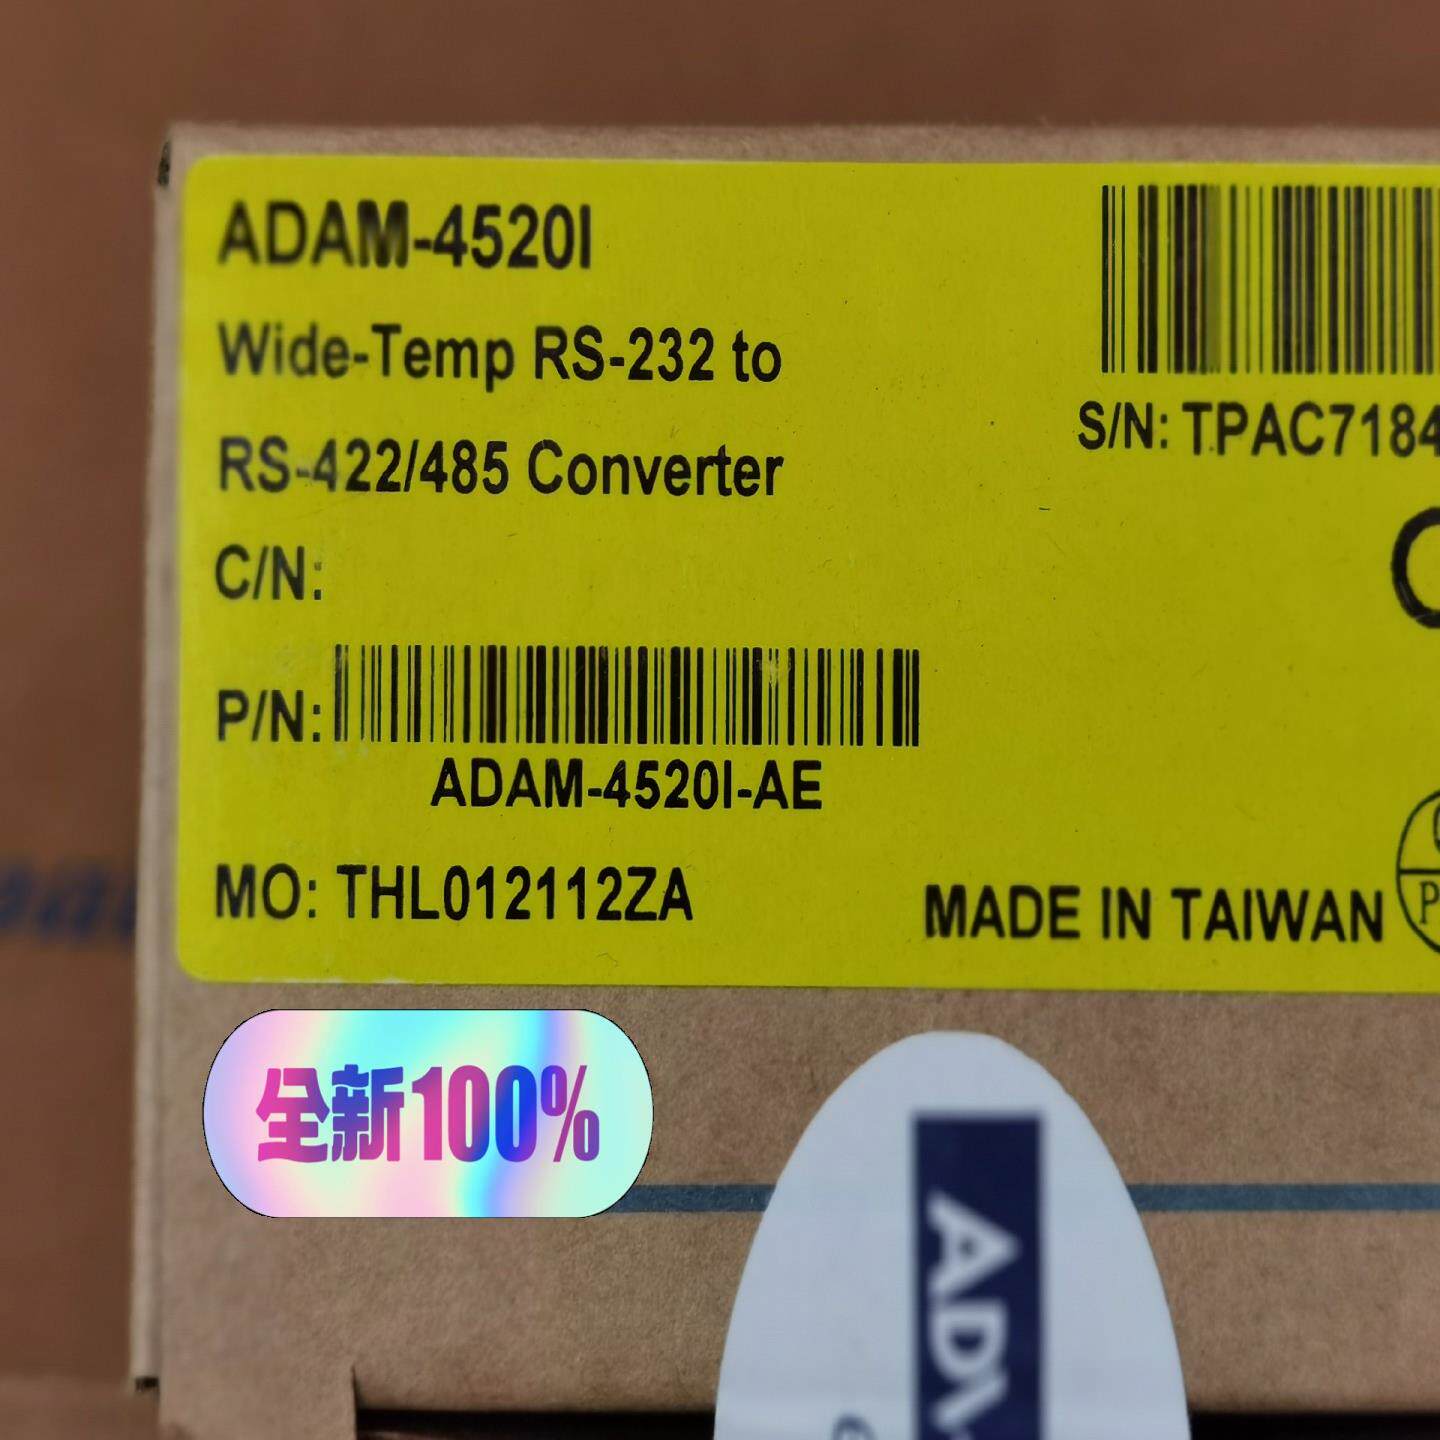 ADAM-4520I
Wide-Temp RS-232 to
RS-422/485 Converter
C/N:
P/N:
ADAM-4520I-AE
MO: THL012112ZA
S/N: TPAC7184
MADE IN TAIWAN
全新100%
ADV